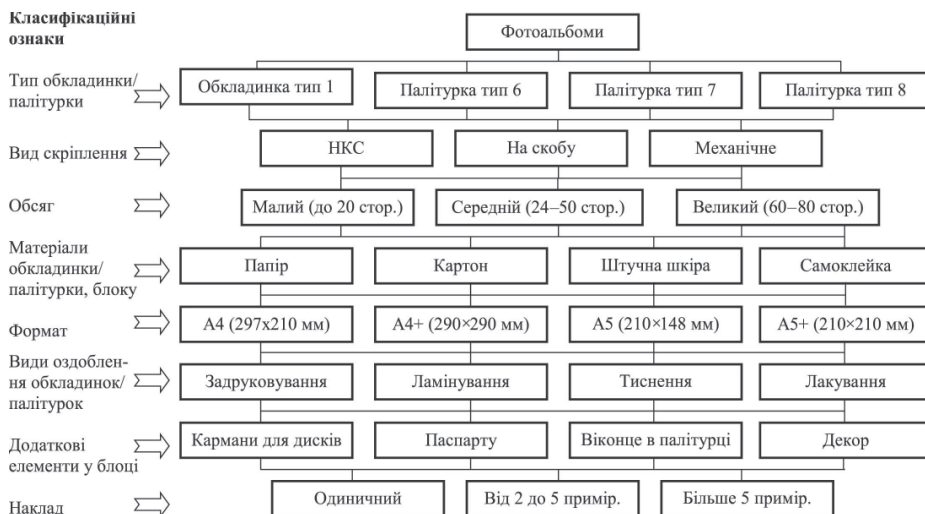 Класифікаційні
ознаки
Фотоальбоми
Тип обкладинки/
палітурки
Обкладинка тип 1
Палітурка тип 6
Палітурка тип 7
Палітурка тип 8
Вид скріплення
НКС
На скобу
Механічне
Обсяг
Малий (до 20 стор.)
Середній (24–50 стор.)
Великий (60–80 стор.)
Матеріали
обкладинки/
палітурки, блоку
Папір
Картон
Штучна шкіра
Самоклейка
Формат
А4 (297х210 мм)
А4+ (290×290 мм)
А5 (210×148 мм)
А5+ (210×210 мм)
Види оздоблен-
ня обкладинок/
палітурок
Задруковування
Ламінування
Тиснення
Лакування
Додаткові
елементи у блоці
Кармани для дисків
Паспарту
Віконце в палітурці
Декор
Наклад
Одиничний
Від 2 до 5 примір.
Більше 5 примір.